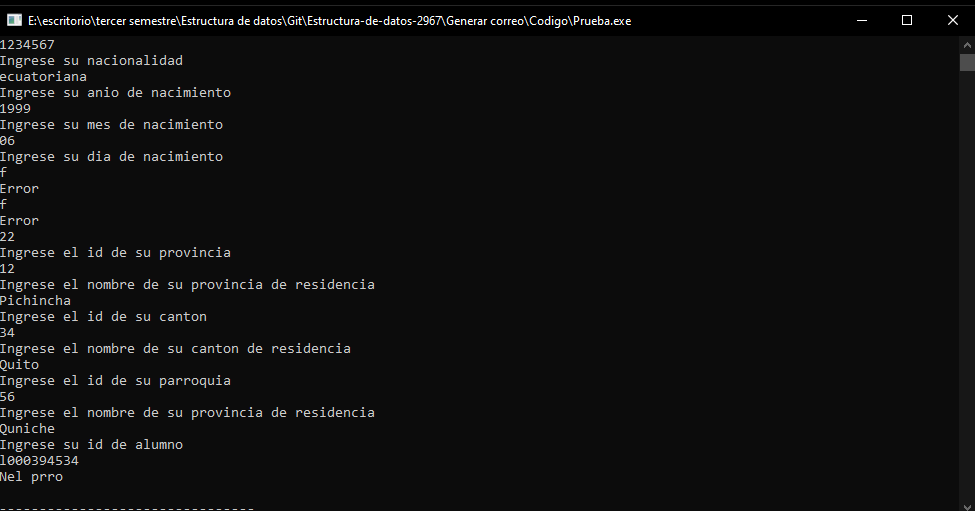 E:\escritorio\tercer semestre\Estructura de datos\Git\Estructura-de-datos-2967\Generar correo\Codigo\Prueba.exe
1234567
Ingrese su nacionalidad
ecuatoriana
Ingrese su anio de nacimiento
1999
Ingrese su mes de nacimiento
06
Ingrese su dia de nacimiento
f
Error
f
Error
22
Ingrese el id de su provincia
12
Ingrese el nombre de su provincia de residencia
Pichincha
Ingrese el id de su canton
34
Ingrese el nombre de su canton de residencia
Quito
Ingrese el id de su parroquia
56
Ingrese el nombre de su provincia de residencia
Quniche
Ingrese su id de alumno
l000394534
Nel prro
--------------------------------